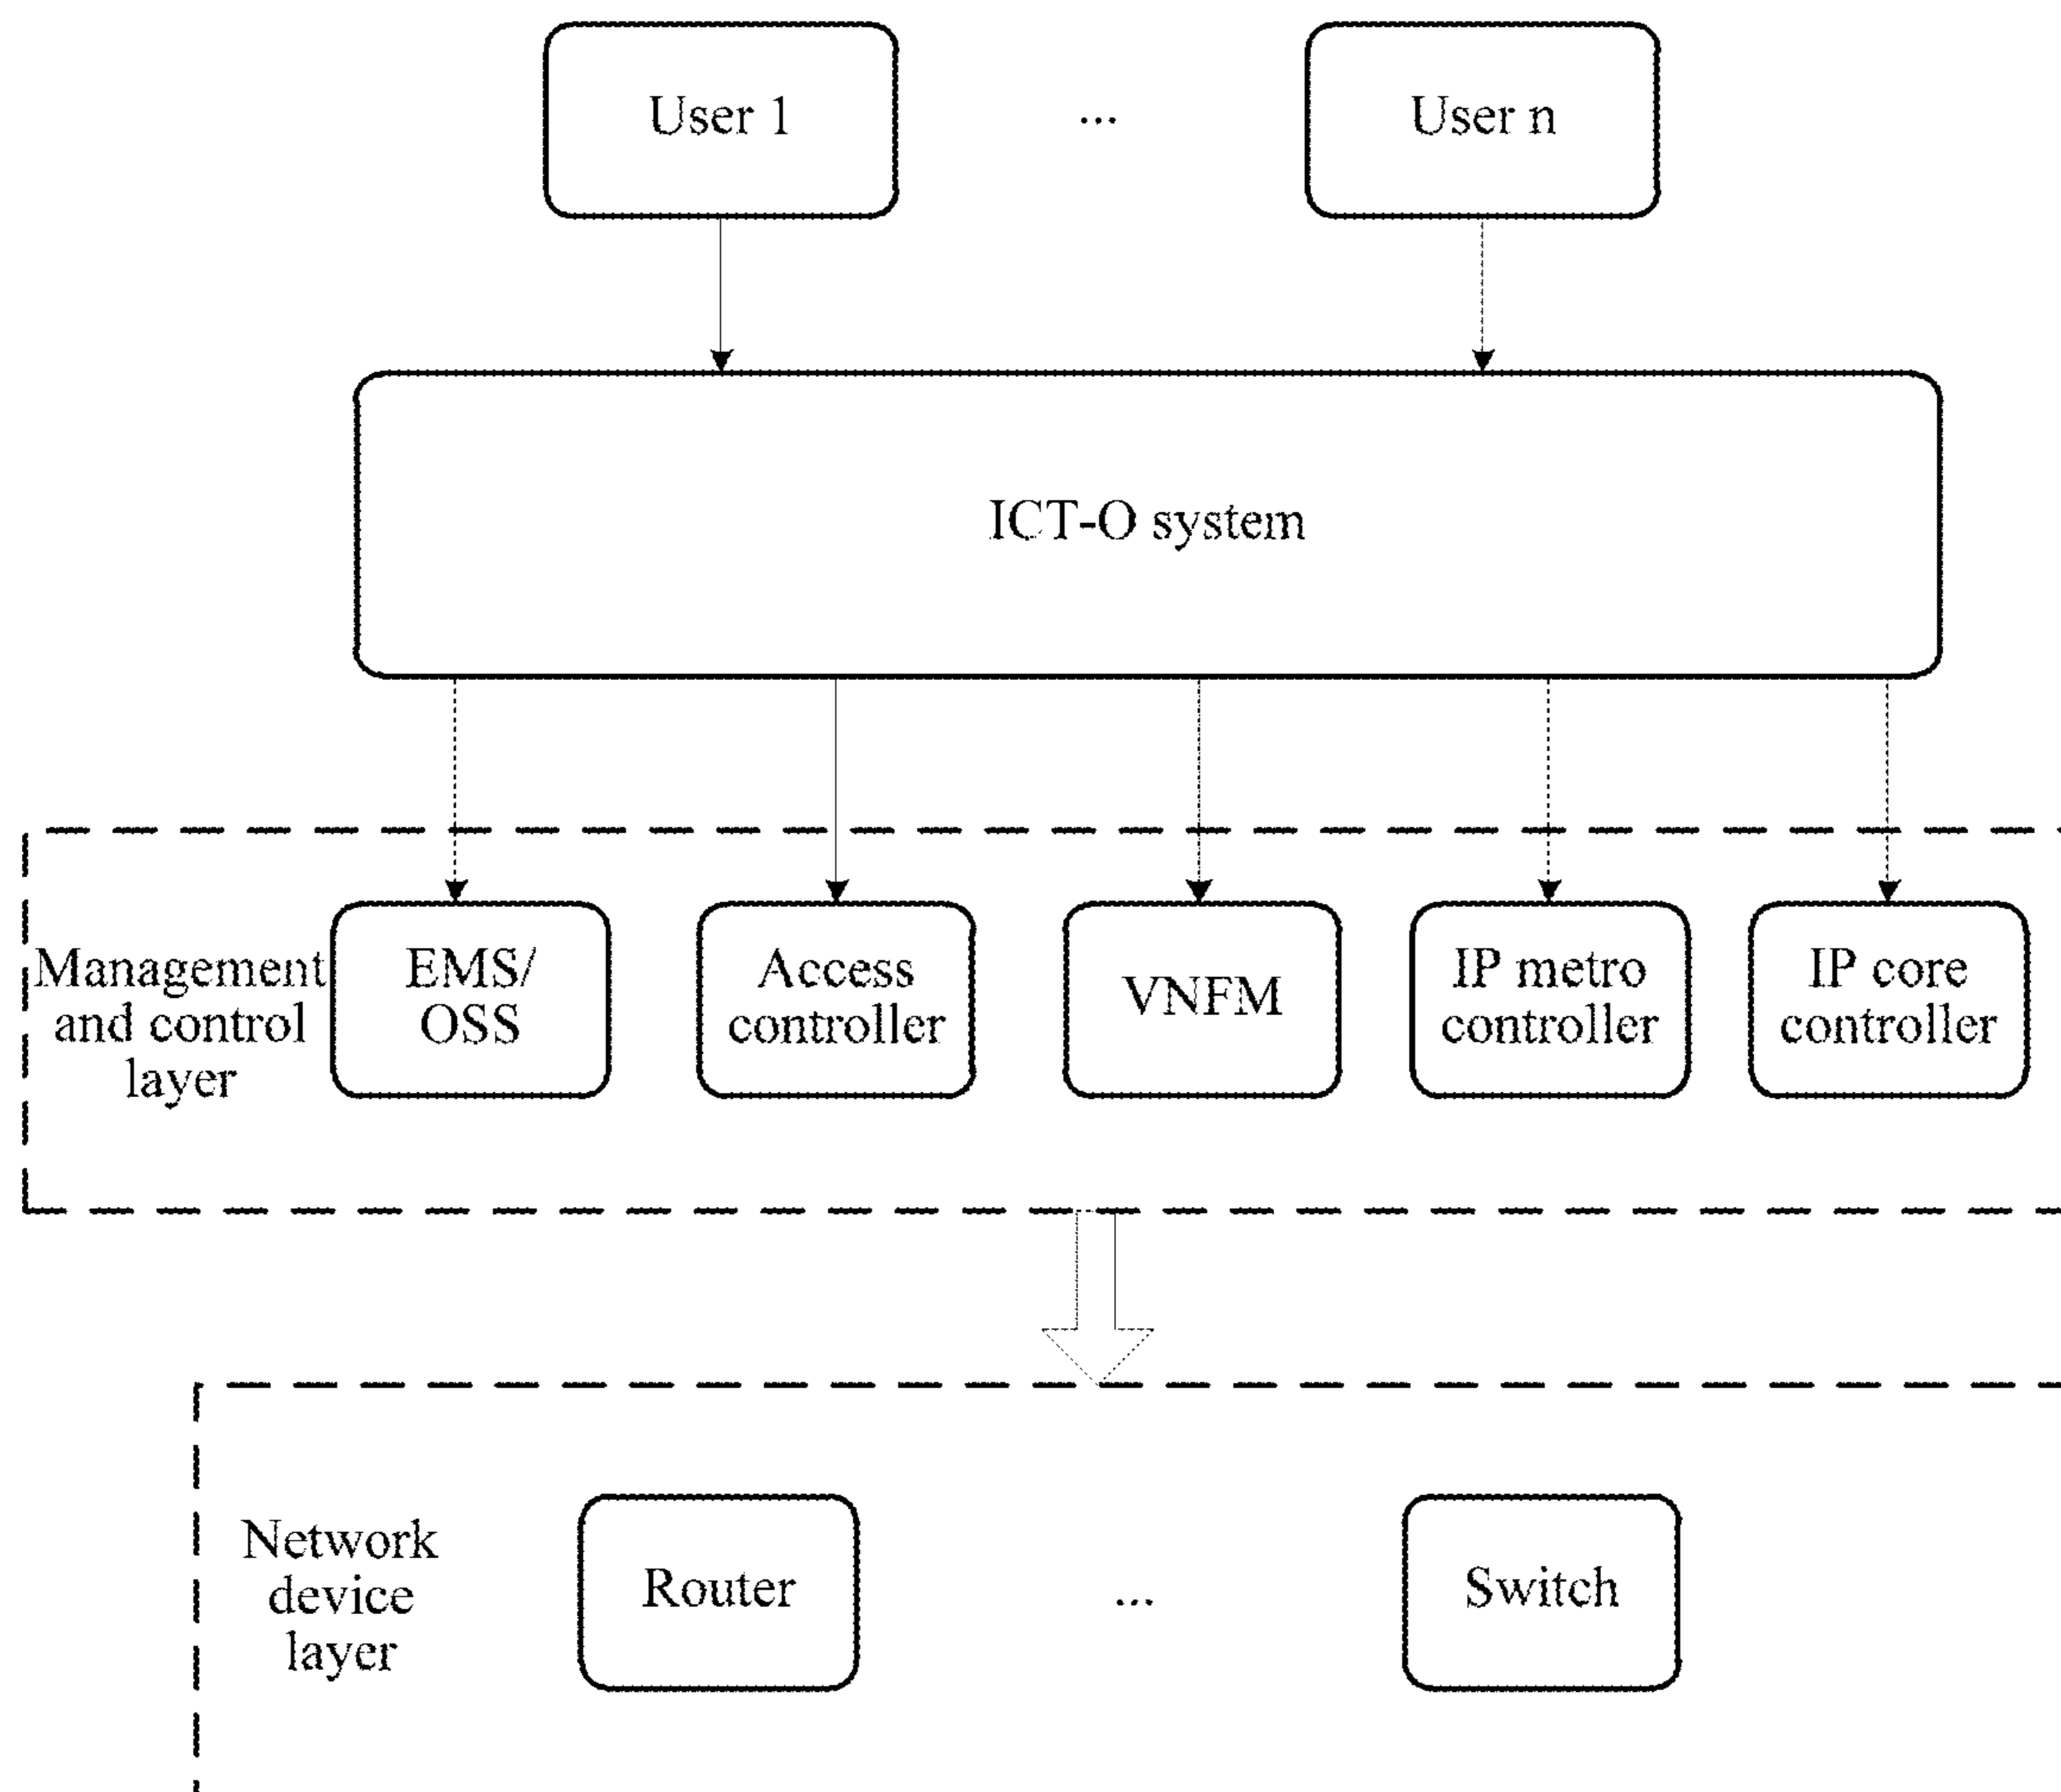 User 1
...
User n
ICT-O system
Management
and control
layer
EMS/
OSS
Access
controller
VNFM
IP metro
controller
IP core
controller
Network
device
layer
Router
...
Switch